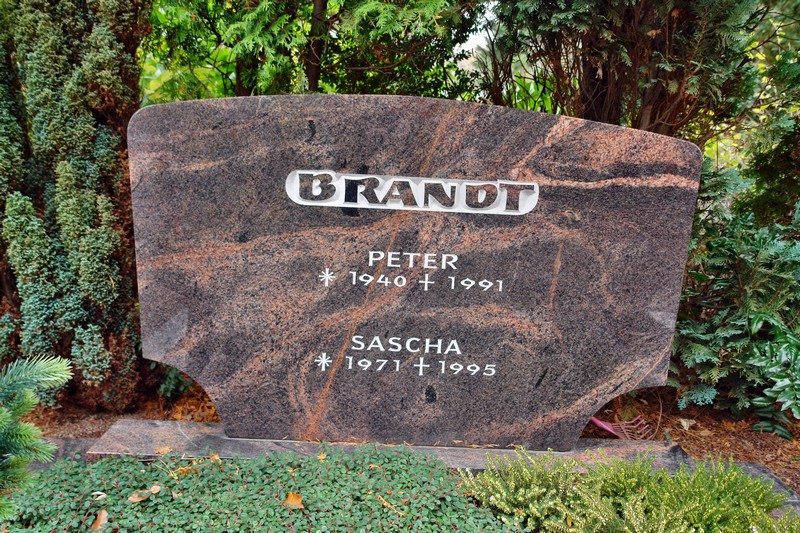 BRANDT
PETER
* 1940 + 1991
SASCHA
* 1971 + 1995